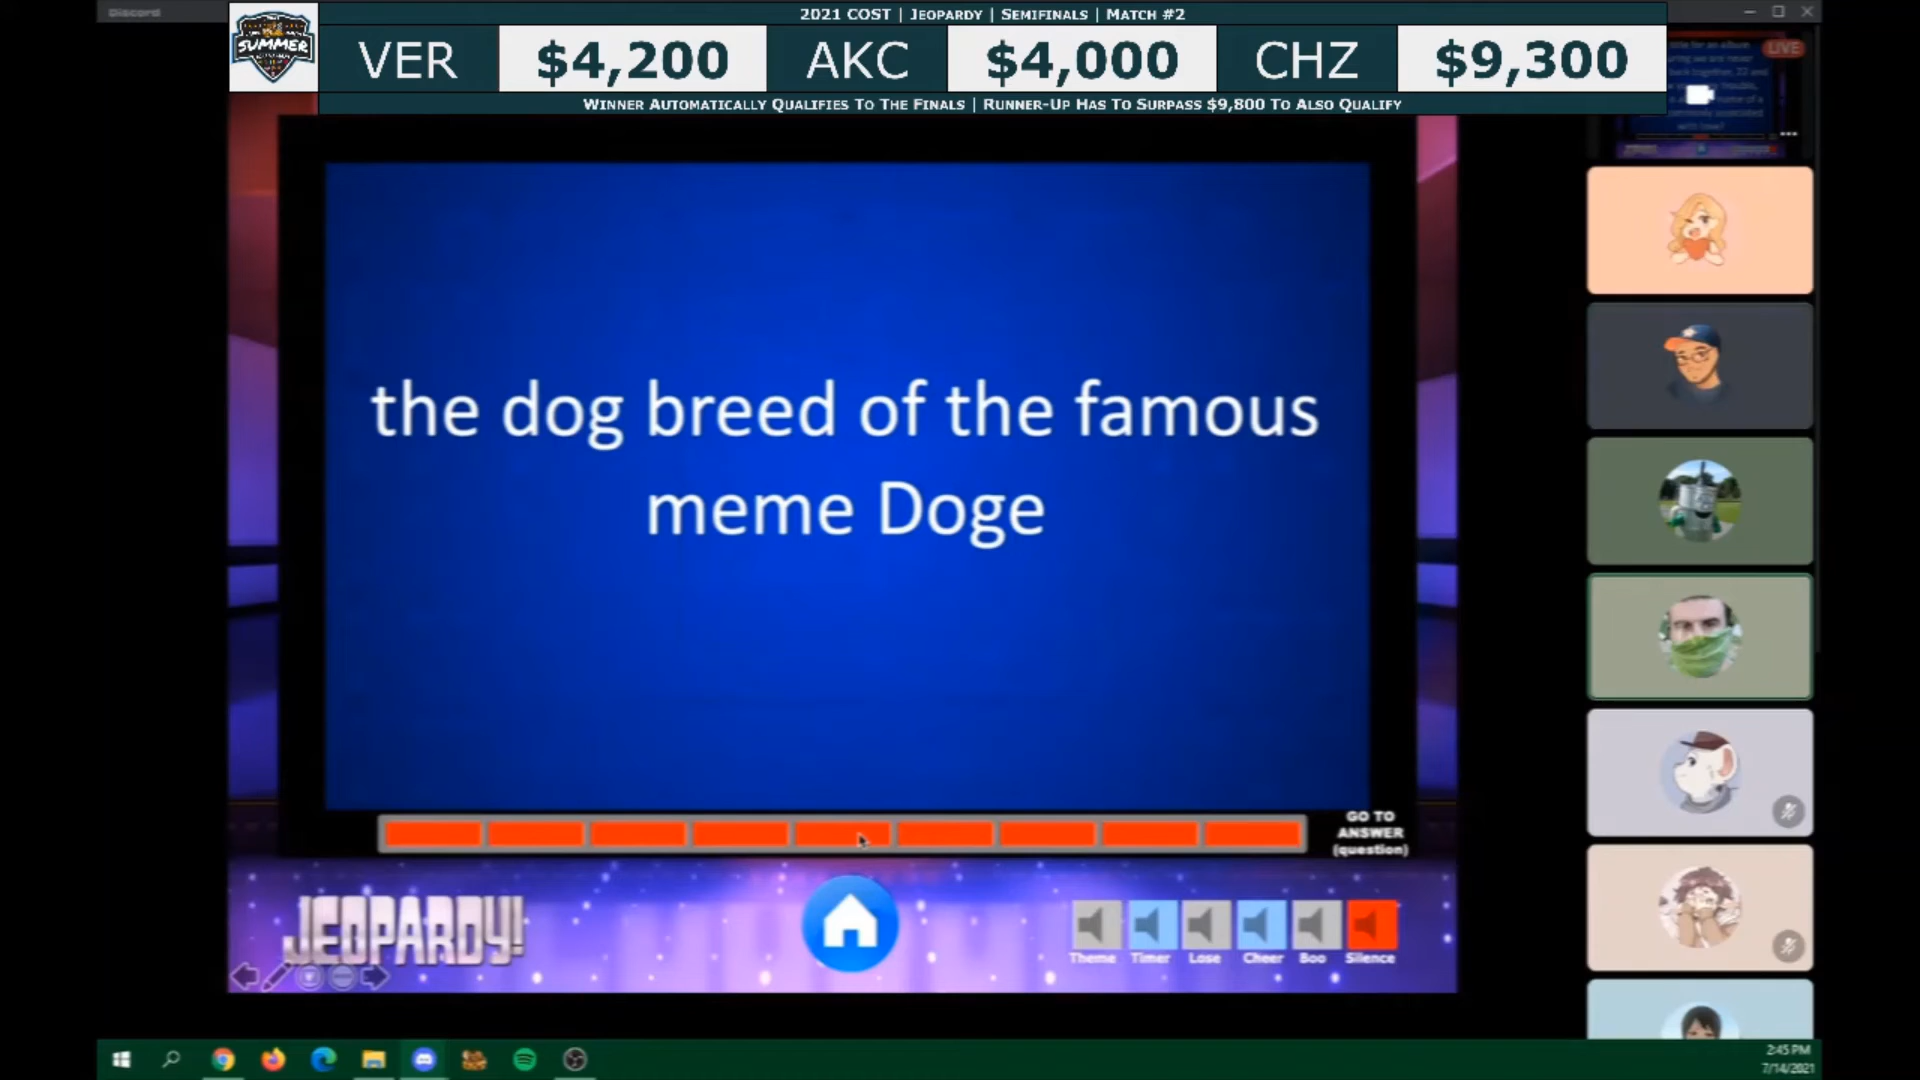 Discord
2021 COST | JEOPARDY | SEMIFINALS | MATCH #2
SUMMER
VER $4,200 AKC $4,000 CHZ $9,300
WINNER AUTOMATICALLY QUALIFIES TO THE FINALS | RUNNER-UP HAS TO SURPASS $9,800 TO ALSO QUALIFY
LIVE
the dog breed of the famous
meme Doge
GO TO
ANSWER
(question)
JEOPARDY!
Theme Timer Lose Cheer Boo Silence
2:45 PM
7/14/2021